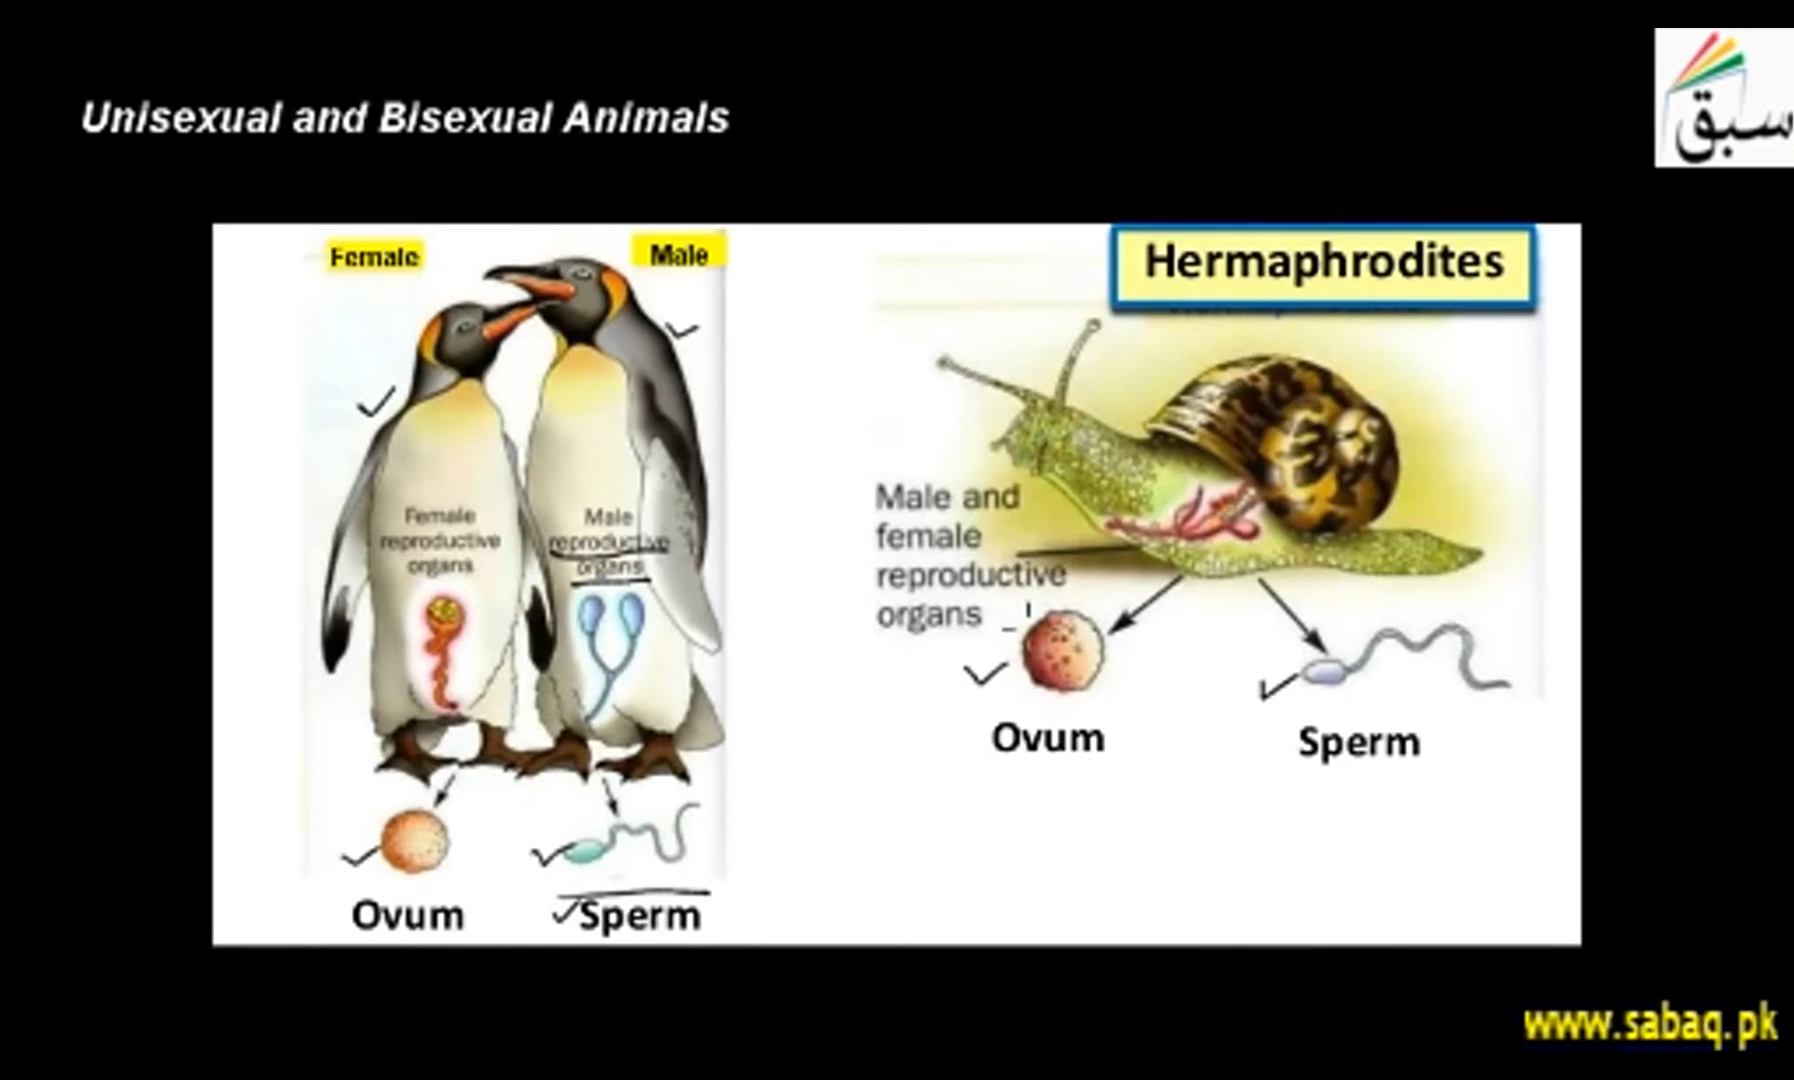 Unisexual and Bisexual Animals
سبق
Female
Male
Female
reproductive
organs
Male
reproductive
organs
Ovum
Sperm
Hermaphrodites
Male and
female
reproductive
organs
Ovum
Sperm
www.sabaq.pk